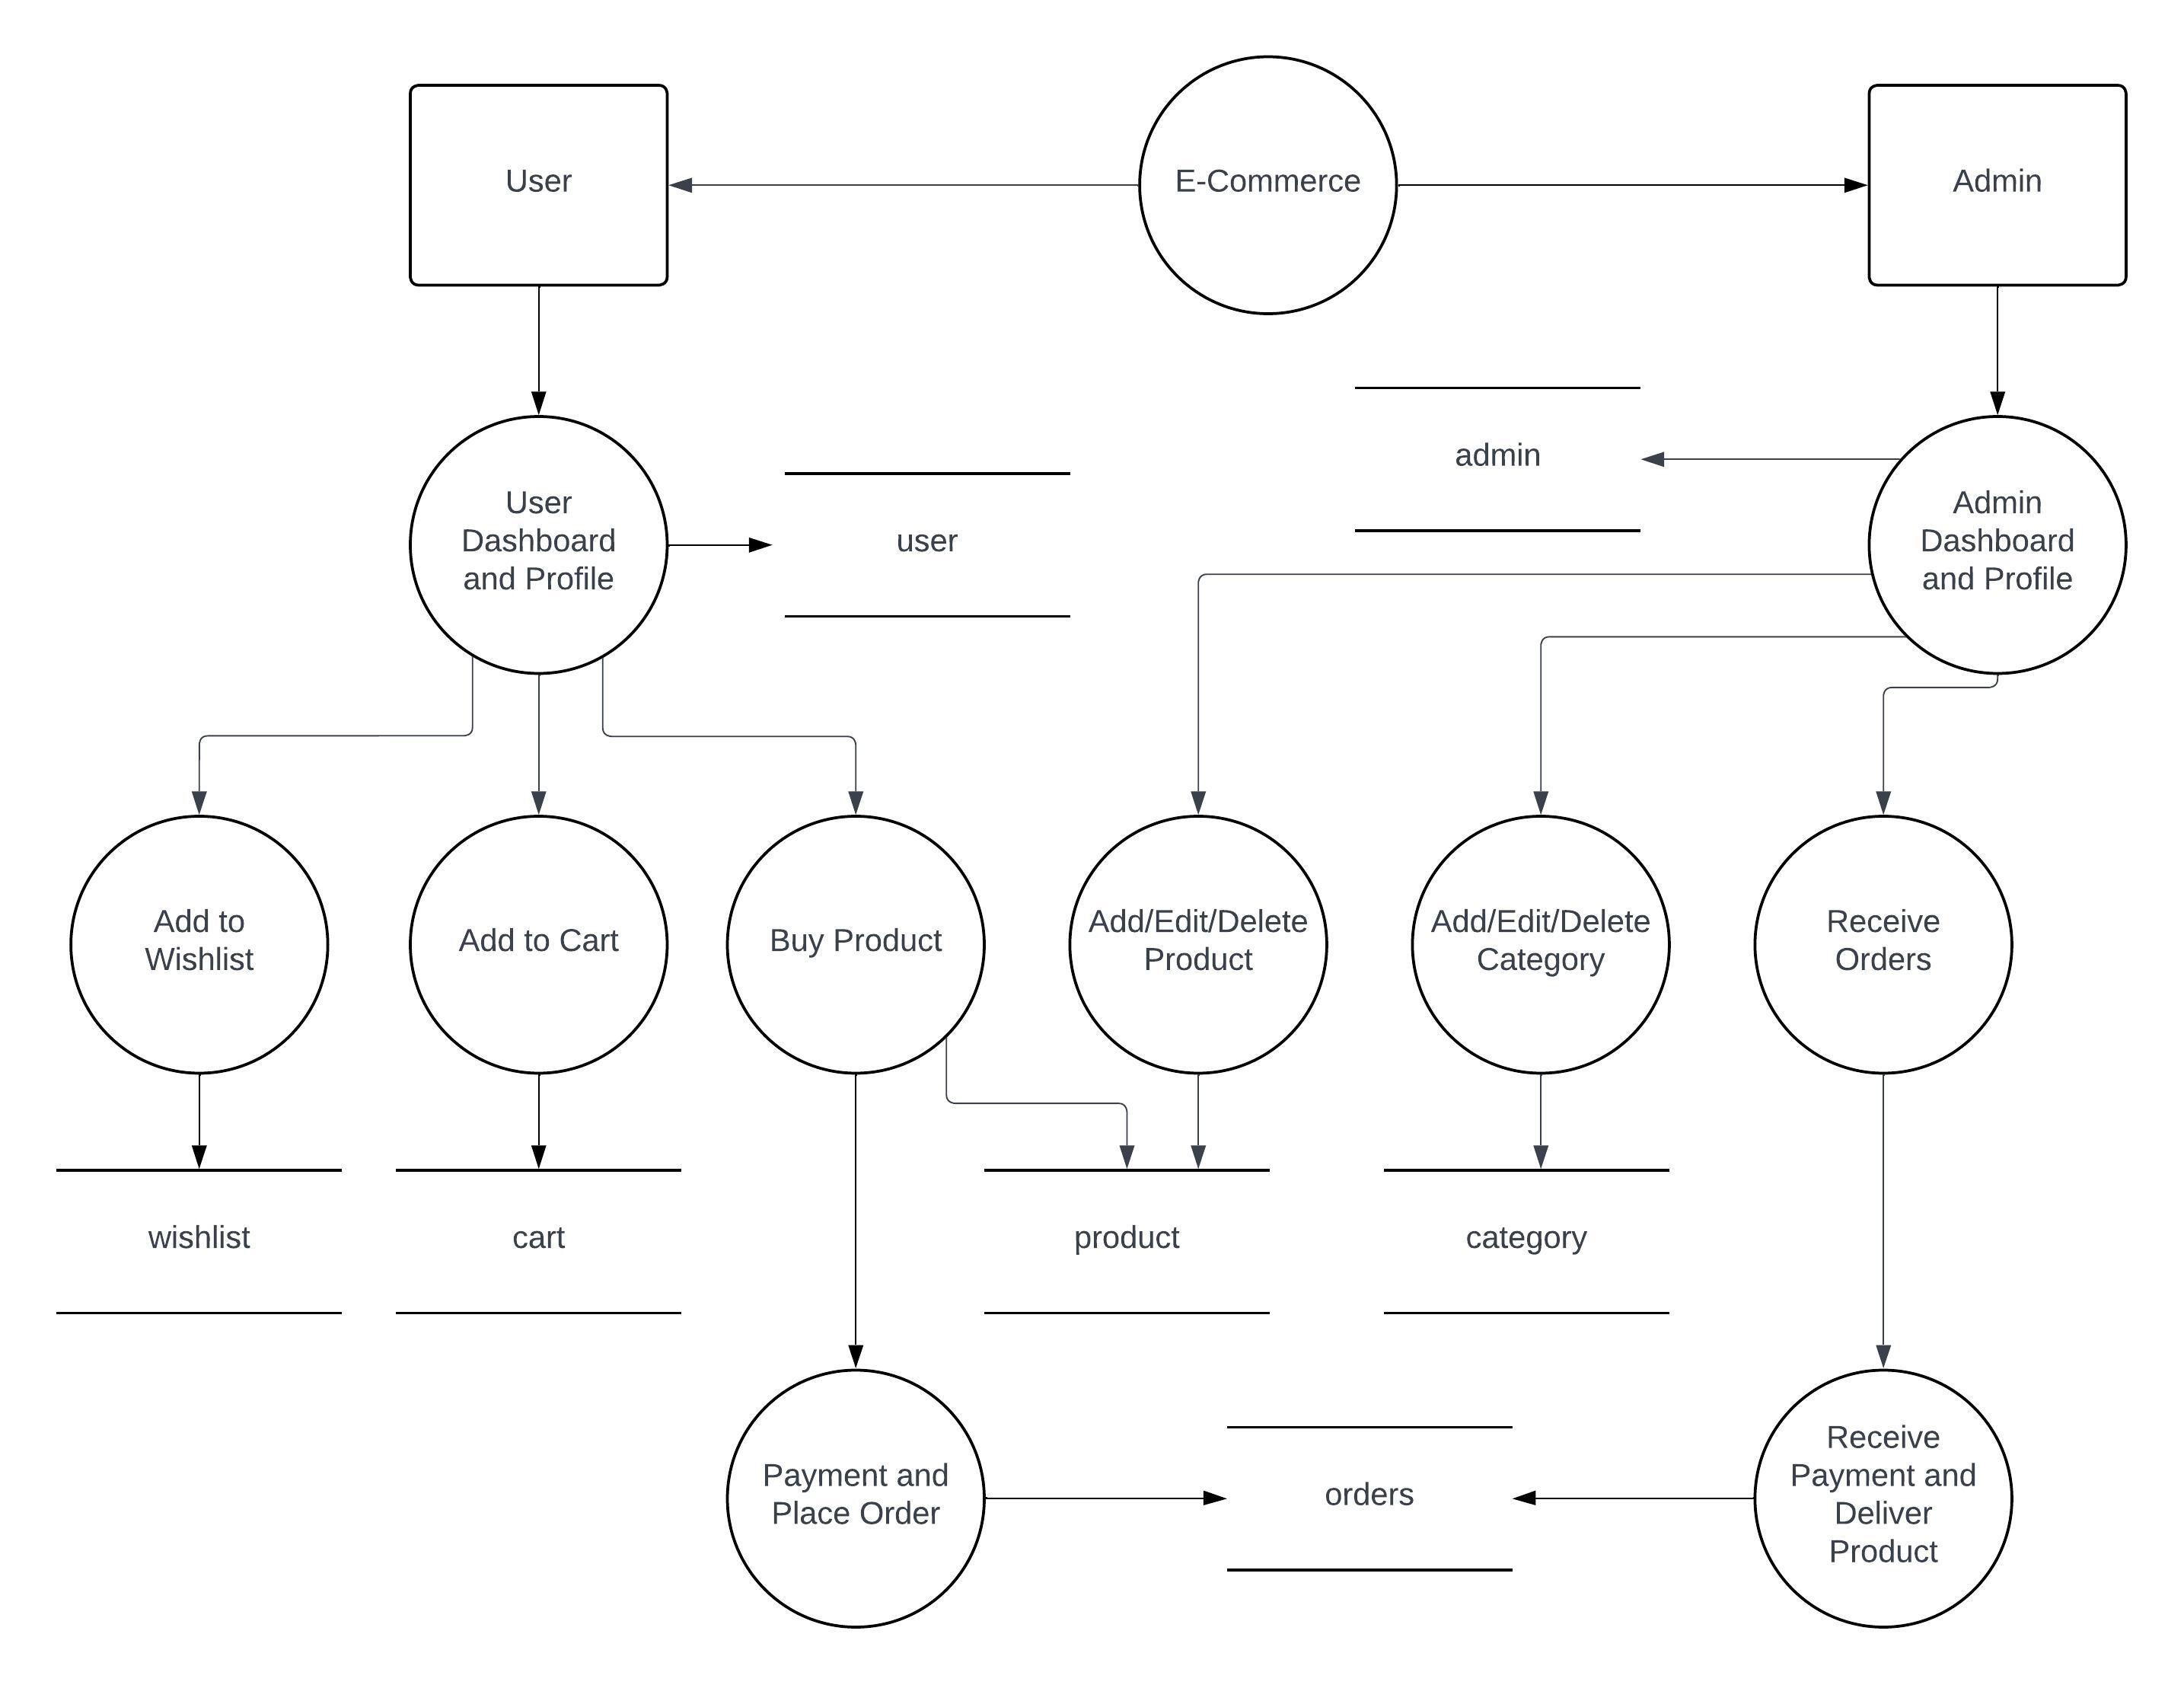 User
E-Commerce
Admin
admin
User
Dashboard
and Profile
user
Admin
Dashboard
and Profile
Add to
Wishlist
Add to Cart
Buy Product
Add/Edit/Delete
Product
Add/Edit/Delete
Category
Receive
Orders
wishlist
cart
product
category
Payment and
Place Order
orders
Receive
Payment and
Deliver
Product